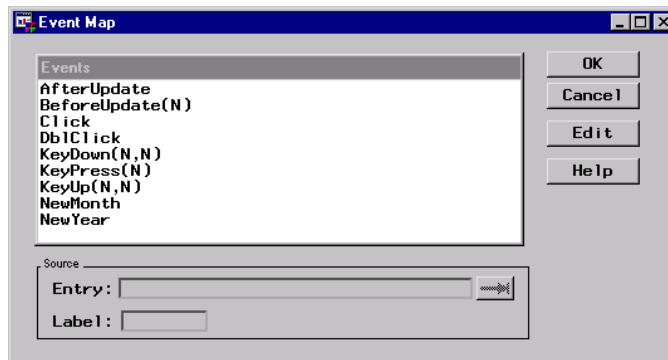 Event Map
Events
AfterUpdate
BeforeUpdate(N)
Click
DblClick
KeyDown(N,N)
KeyPress(N)
KeyUp(N,N)
NewMonth
NewYear
OK
Cancel
Edit
Help
Source
Entry:
Label: